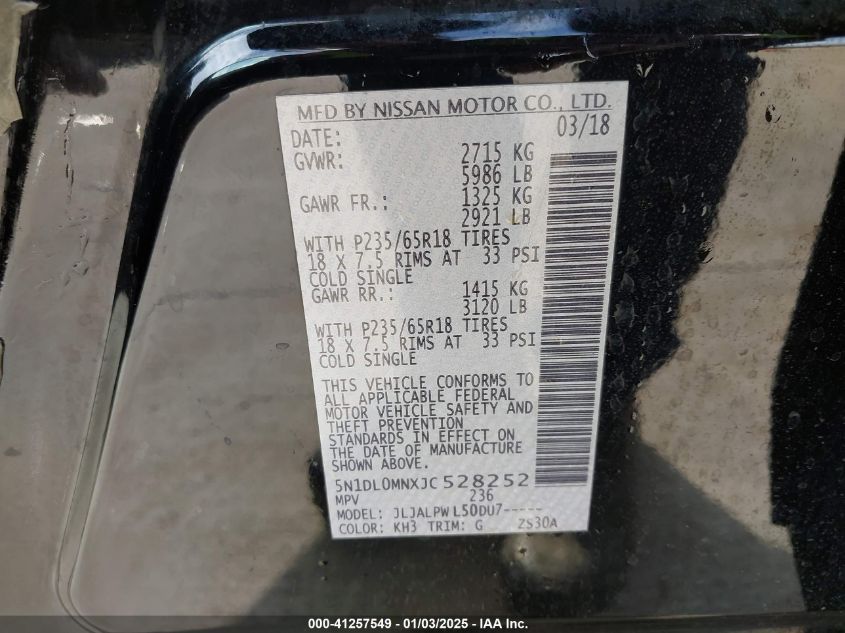 MFD BY NISSAN MOTOR CO., LTD.
DATE: 03/18
GVWR: 2715 KG
5986 LB
GAWR FR.: 1325 KG
2921 LB
WITH P235/65R18 TIRES
18 X 7.5 RIMS AT 33 PSI
COLD SINGLE
GAWR RR.: 1415 KG
3120 LB
WITH P235/65R18 TIRES
18 X 7.5 RIMS AT 33 PSI
COLD SINGLE
THIS VEHICLE CONFORMS TO
ALL APPLICABLE FEDERAL
MOTOR VEHICLE SAFETY AND
THEFT PREVENTION
STANDARDS IN EFFECT ON
THE DATE OF MANUFACTURE
SHOWN ABOVE.
5N1DL0MNXJC528252
MPV 236
MODEL: JLJALPWL50DU7-----
COLOR: KH3 TRIM: G ZS30A
000-41257549 - 01/03/2025 - IAA Inc.